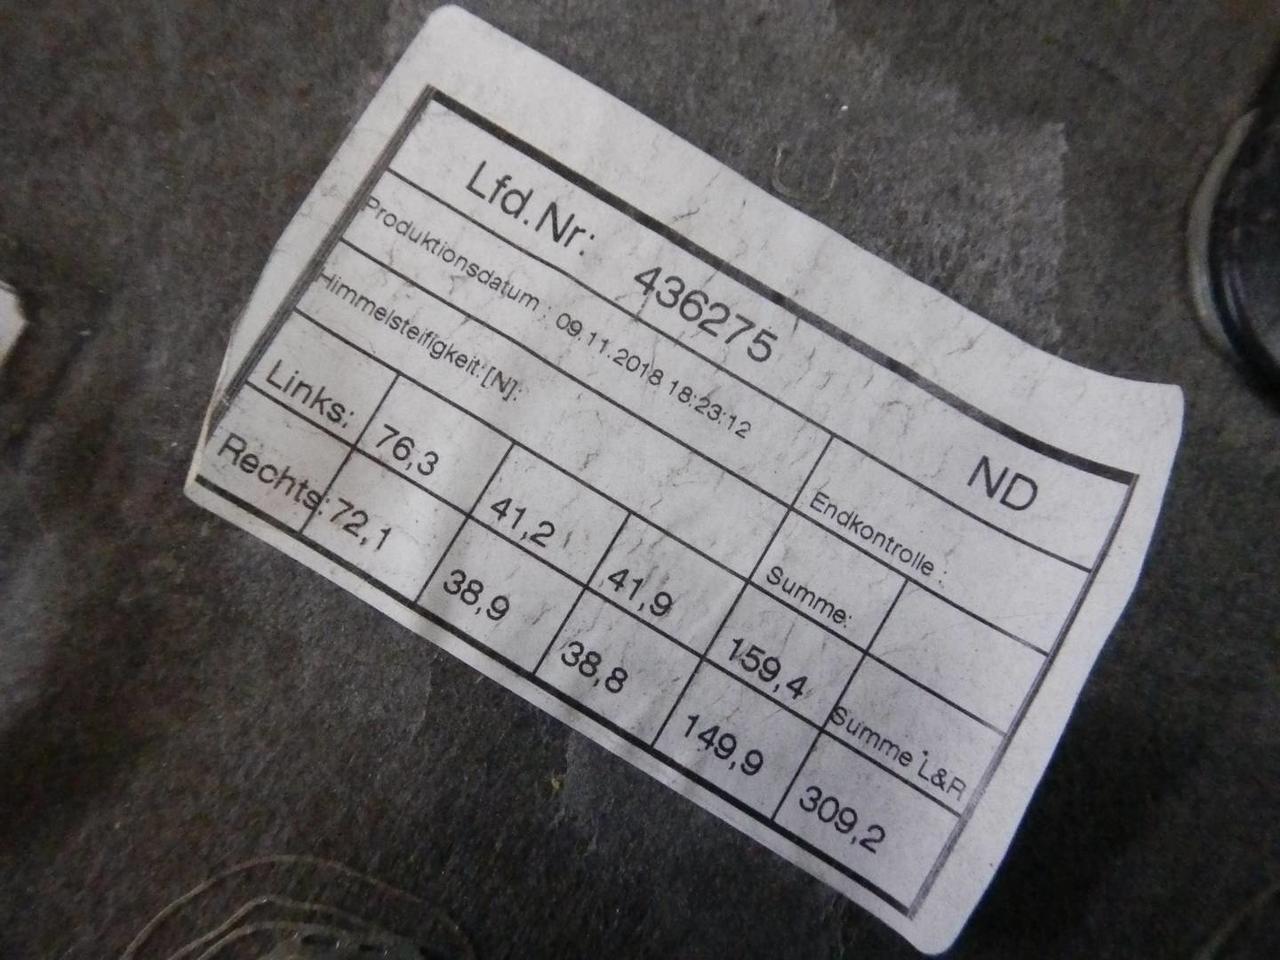 Lfd.Nr: 436275 ND
Produktionsdatum : 09.11.2018 18:23:12 Endkontrolle :
Himmelsteifigkeit:[N]: Summe:
Links: 76,3 41,2 41,9 159,4 Summe L&R
Rechts: 72,1 38,9 38,8 149,9 309,2